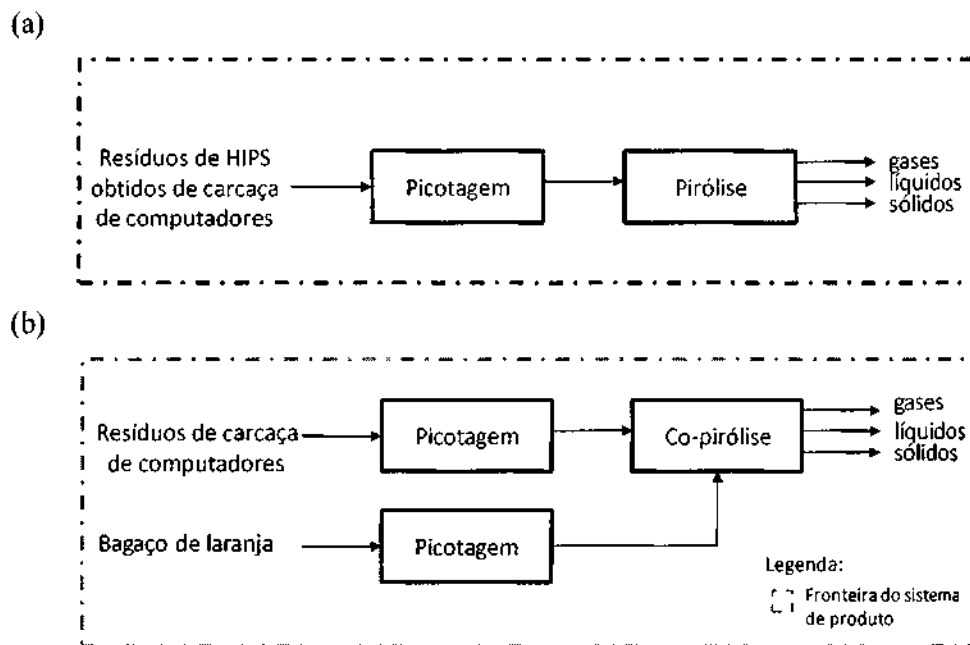 (a)
Resíduos de HIPS
obtidos de carcaça
de computadores
Picotagem
Pirólise
gases
líquidos
sólidos
(b)
Resíduos de carcaça
de computadores
Picotagem
Co-pirólise
gases
líquidos
sólidos
Bagaço de laranja
Picotagem
Legenda:
Fronteira do sistema
de produto